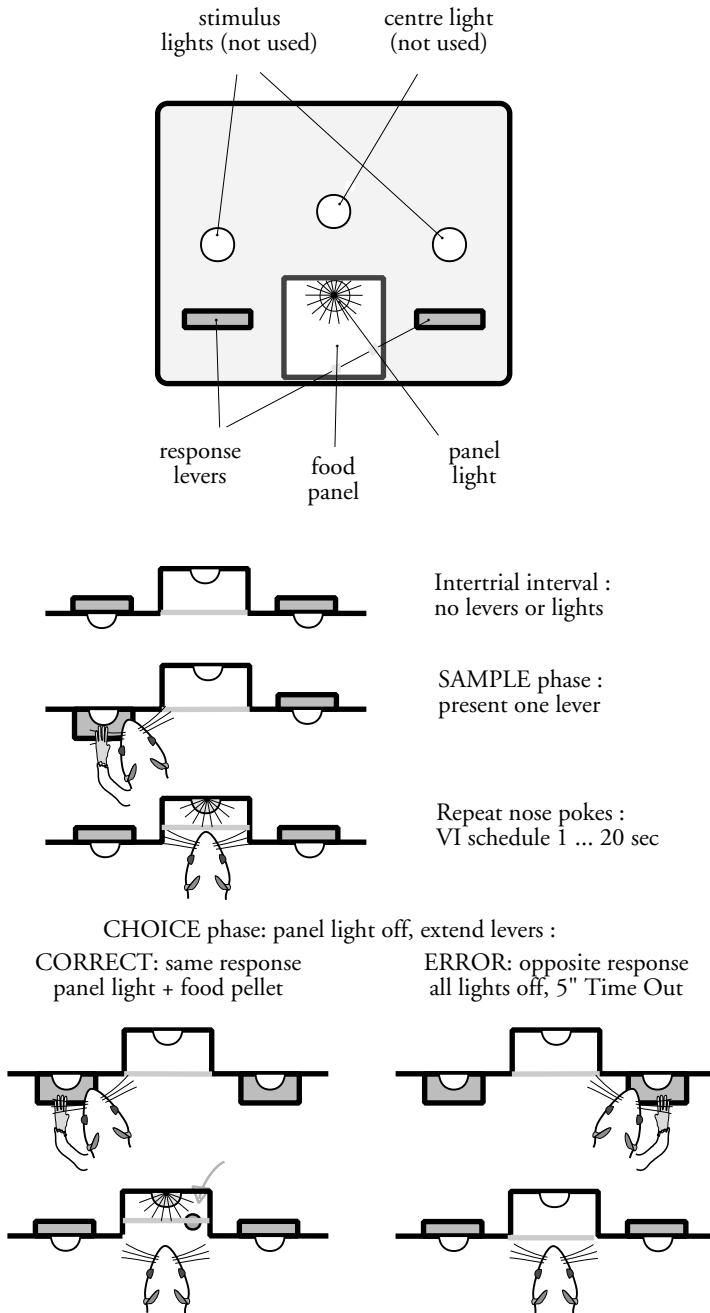 stimulus
lights (not used)
centre light
(not used)
response
levers
food
panel
panel
light
Intertrial interval :
no levers or lights
SAMPLE phase :
present one lever
Repeat nose pokes :
VI schedule 1 ... 20 sec
CHOICE phase: panel light off, extend levers :
CORRECT: same response
panel light + food pellet
ERROR: opposite response
all lights off, 5" Time Out